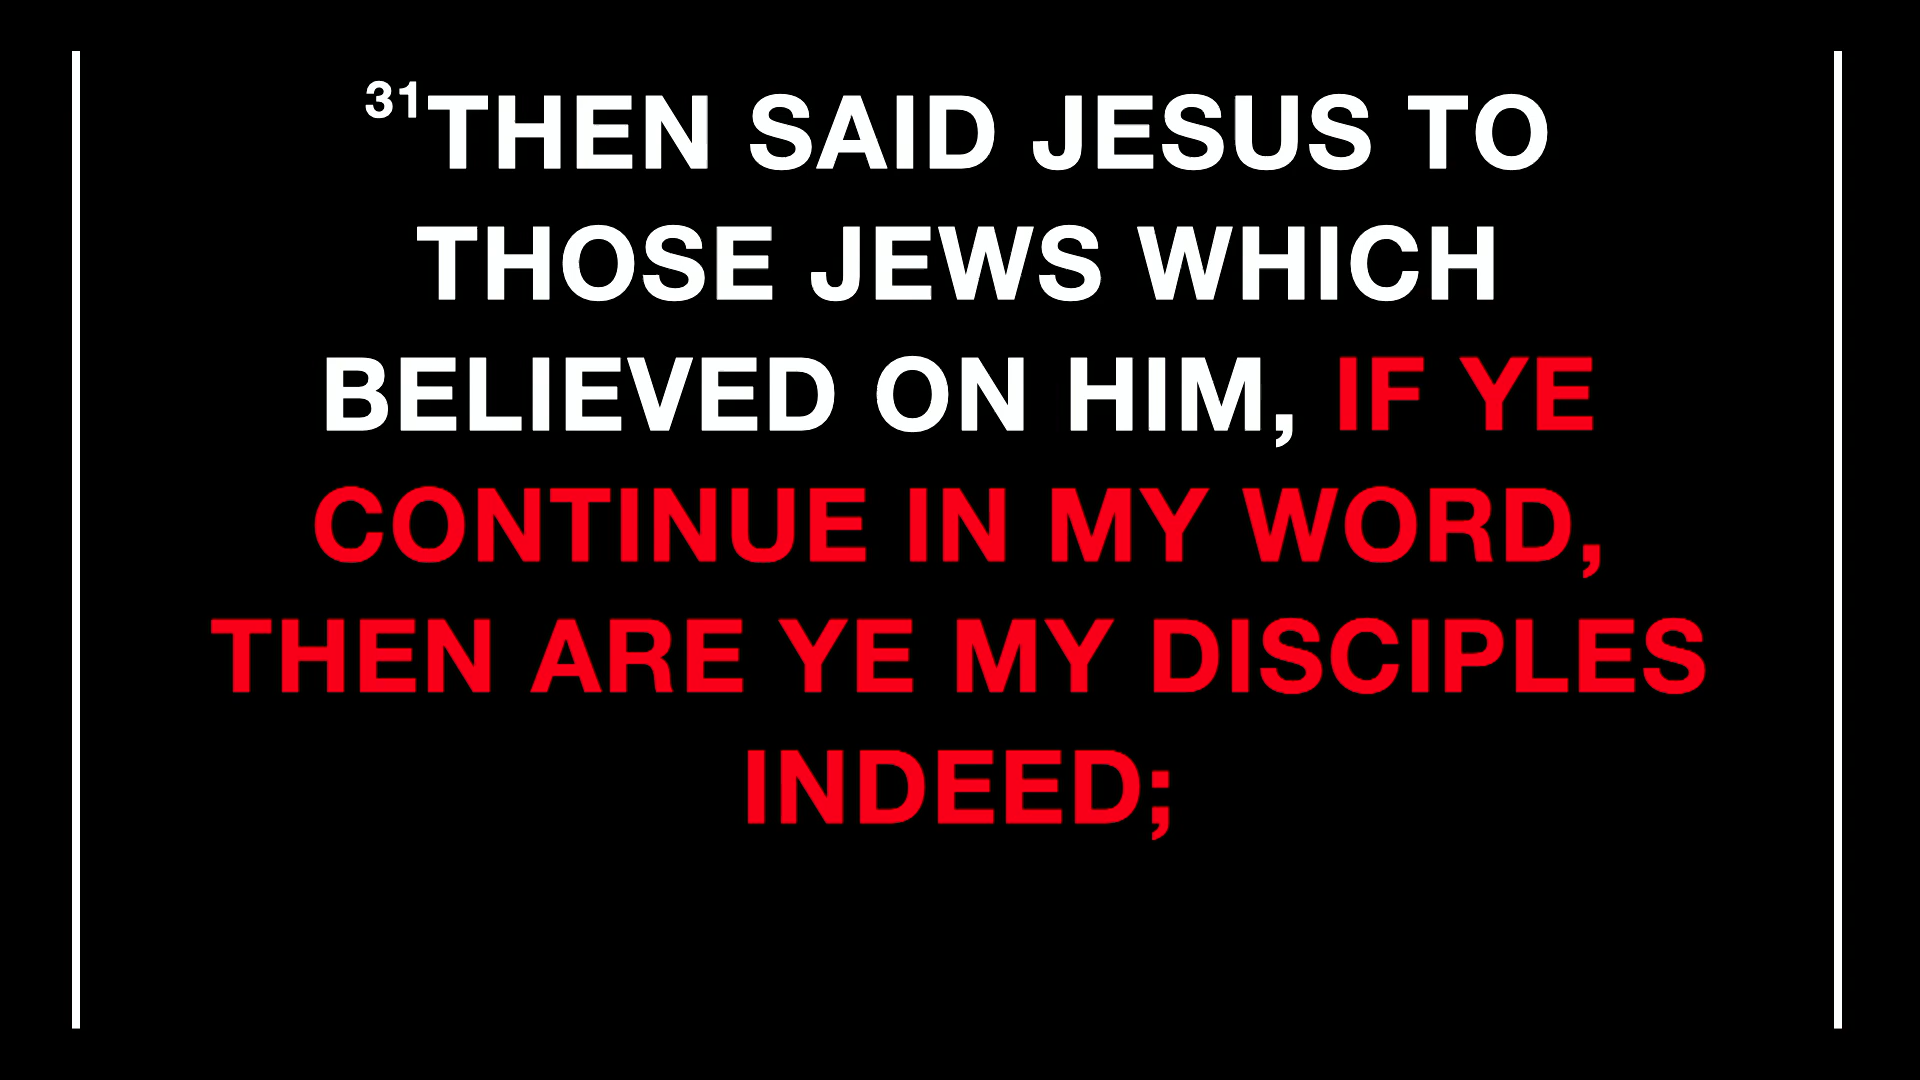 31THEN SAID JESUS TO
THOSE JEWS WHICH
BELIEVED ON HIM, IF YE
CONTINUE IN MY WORD,
THEN ARE YE MY DISCIPLES
INDEED;